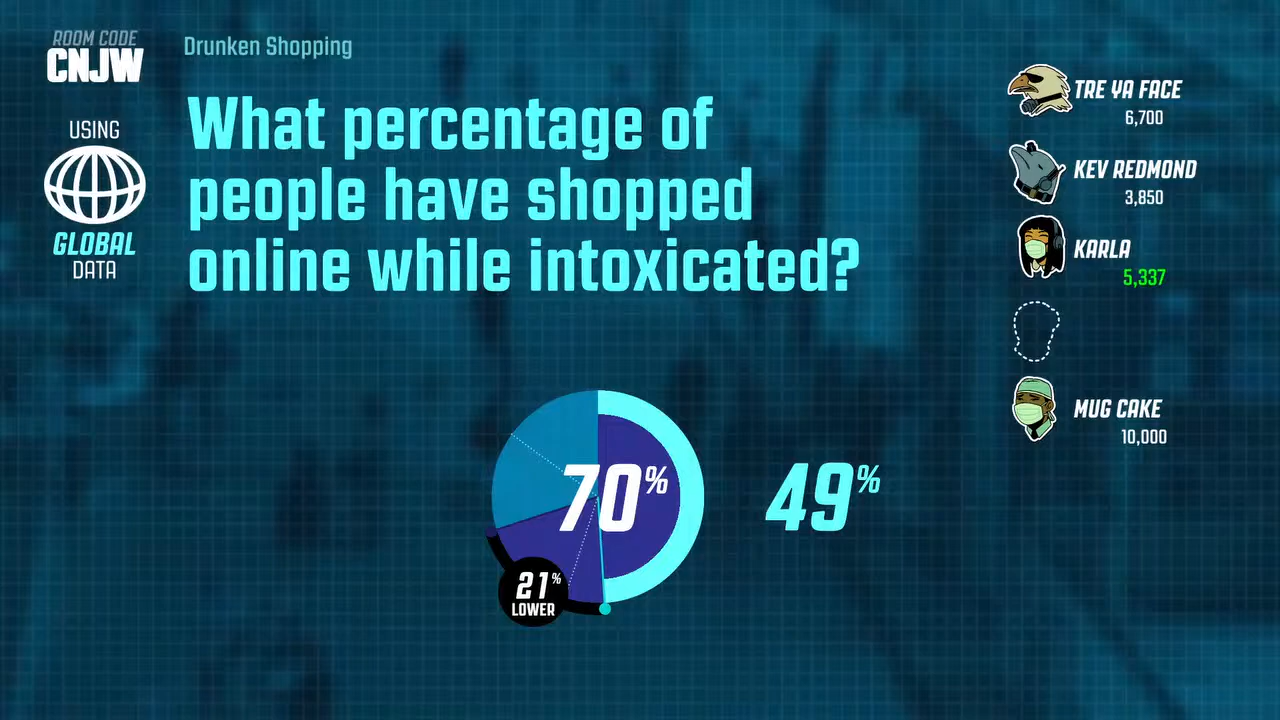 ROOM CODE
CNJW
USING
GLOBAL
DATA
Drunken Shopping
What percentage of
people have shopped
online while intoxicated?
70%
21%
LOWER
49%
TRE YA FACE
6,700
KEV REDMOND
3,850
KARLA
5,337
MUG CAKE
10,000